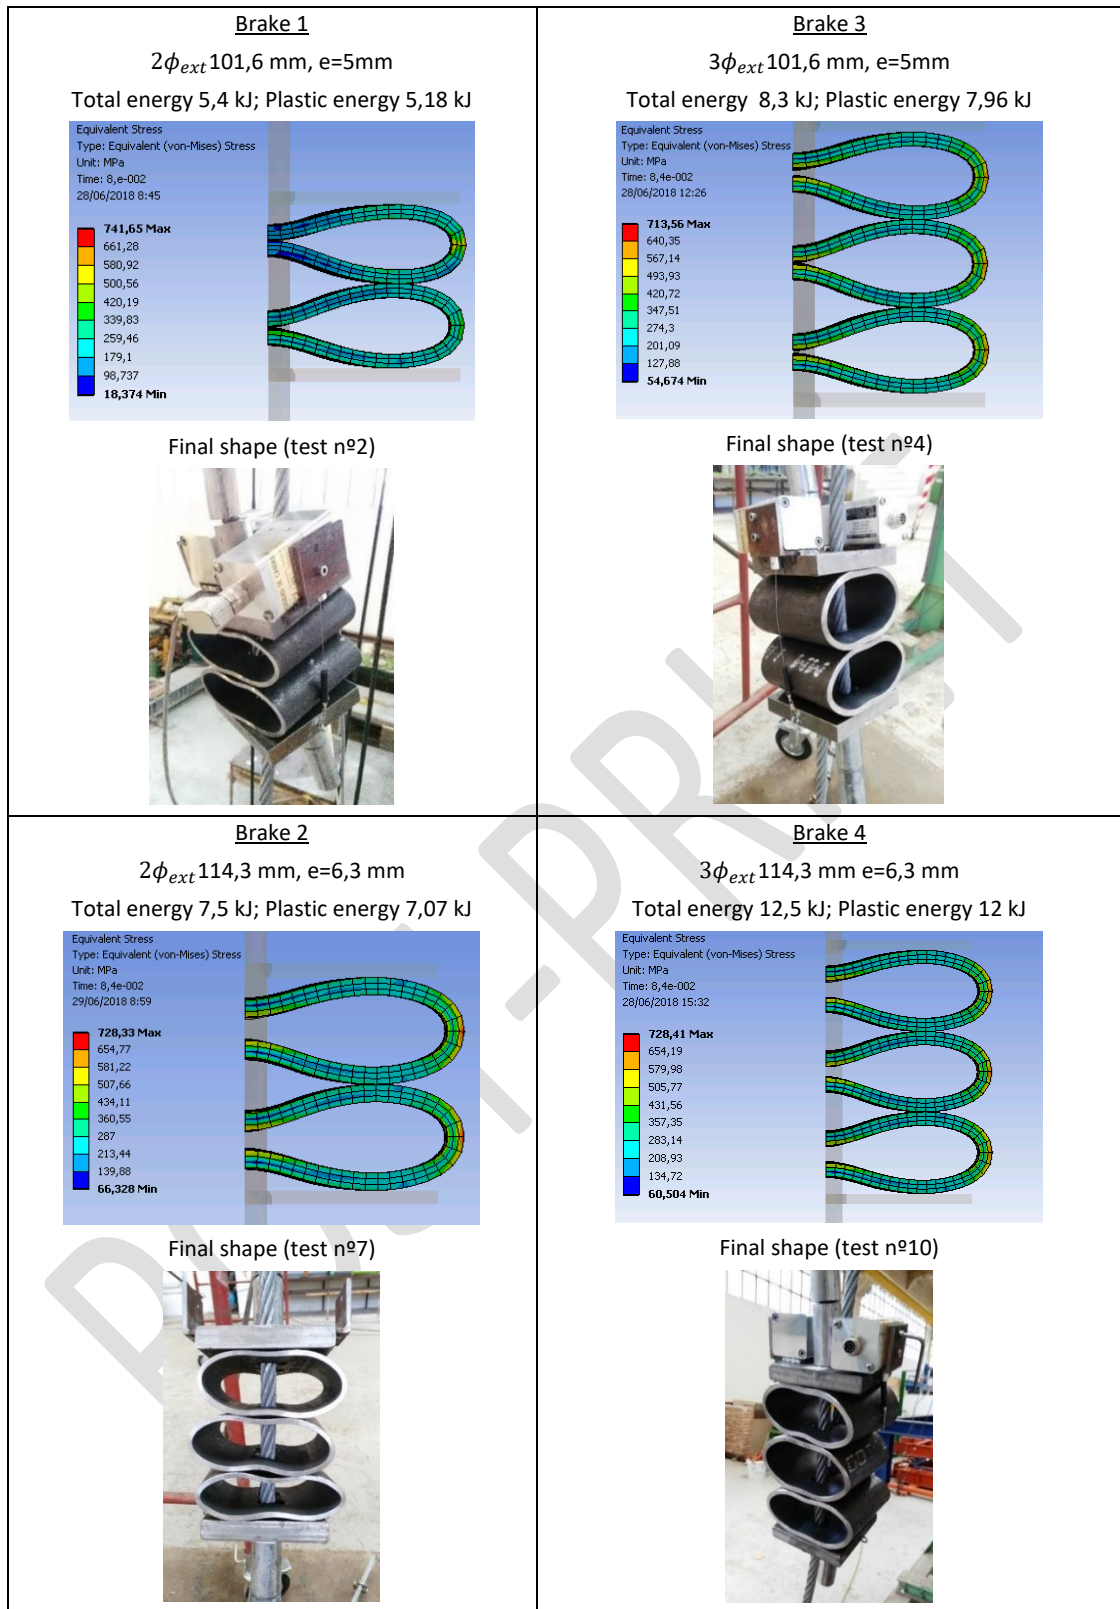 Brake 1
2ϕext 101,6 mm, e=5mm
Total energy 5,4 kJ; Plastic energy 5,18 kJ
Equivalent Stress
Type: Equivalent (von-Mises) Stress
Unit: MPa
Time: 8,e-002
28/06/2018 8:45
741,65 Max
661,28
580,92
500,56
420,19
339,83
259,46
179,1
98,737
18,374 Min
Final shape (test nº2)
Brake 3
3ϕext 101,6 mm, e=5mm
Total energy 8,3 kJ; Plastic energy 7,96 kJ
Equivalent Stress
Type: Equivalent (von-Mises) Stress
Unit: MPa
Time: 8,4e-002
28/06/2018 12:26
713,56 Max
640,35
567,14
493,93
420,72
347,51
274,3
201,09
127,88
54,674 Min
Final shape (test nº4)
Brake 2
2ϕext 114,3 mm, e=6,3 mm
Total energy 7,5 kJ; Plastic energy 7,07 kJ
Equivalent Stress
Type: Equivalent (von-Mises) Stress
Unit: MPa
Time: 8,4e-002
29/06/2018 8:59
728,33 Max
654,77
581,22
507,66
434,11
360,55
287
213,44
139,88
66,328 Min
Final shape (test nº7)
Brake 4
3ϕext 114,3 mm e=6,3 mm
Total energy 12,5 kJ; Plastic energy 12 kJ
Equivalent Stress
Type: Equivalent (von-Mises) Stress
Unit: MPa
Time: 8,4e-002
28/06/2018 15:32
728,41 Max
654,19
579,98
505,77
431,56
357,35
283,14
208,93
134,72
60,504 Min
Final shape (test nº10)
POST-PRINT